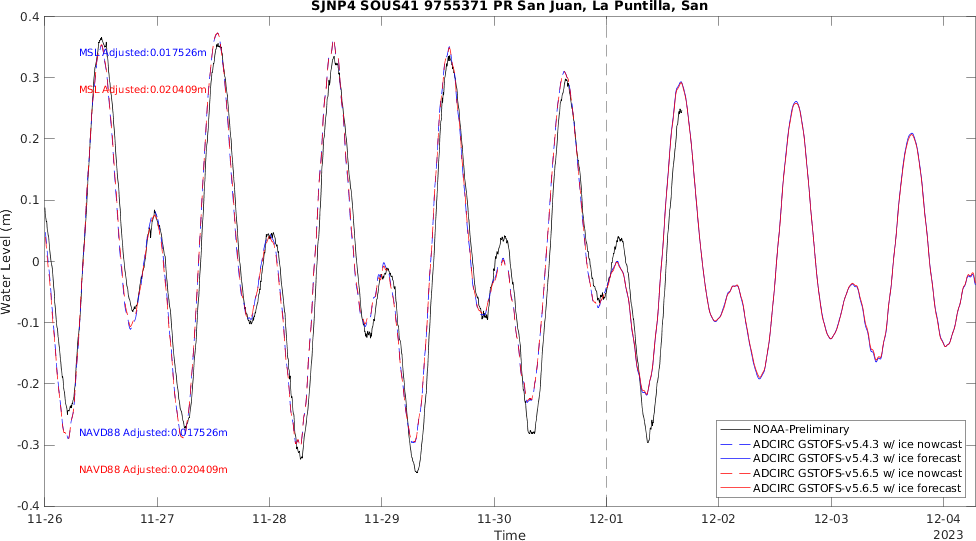 SJNP4 SOUS41 9755371 PR San Juan, La Puntilla, San
0.4
MSL Adjusted:0.017526m
0.3
MSL Adjusted:0.020409m
0.2
0.1
0
-0.1
-0.2
NAVD88 Adjusted:0.017526m
-0.3
NAVD88 Adjusted:0.020409m
-0.4
Water Level (m)
NOAA-Preliminary
ADCIRC GSTOFS-v5.4.3 w/ ice nowcast
ADCIRC GSTOFS-v5.4.3 w/ ice forecast
ADCIRC GSTOFS-v5.6.5 w/ ice nowcast
ADCIRC GSTOFS-v5.6.5 w/ ice forecast
11-26 11-27 11-28 11-29 11-30 12-01 12-02 12-03 12-04
Time
2023